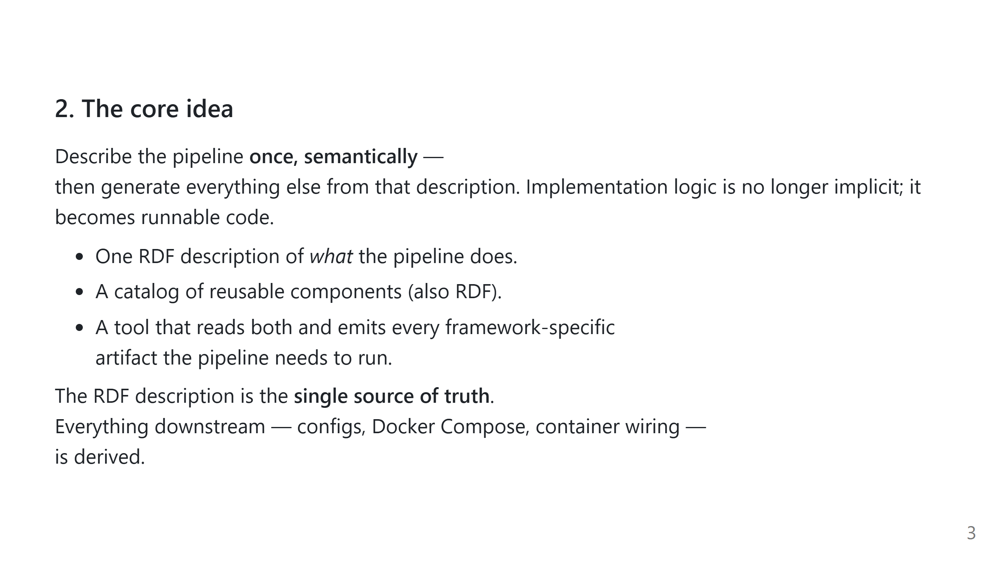 2. The core idea
Describe the pipeline once, semantically —
then generate everything else from that description. Implementation logic is no longer implicit; it
becomes runnable code.
• One RDF description of what the pipeline does.
• A catalog of reusable components (also RDF).
• A tool that reads both and emits every framework-specific
artifact the pipeline needs to run.
The RDF description is the single source of truth.
Everything downstream — configs, Docker Compose, container wiring —
is derived.
3